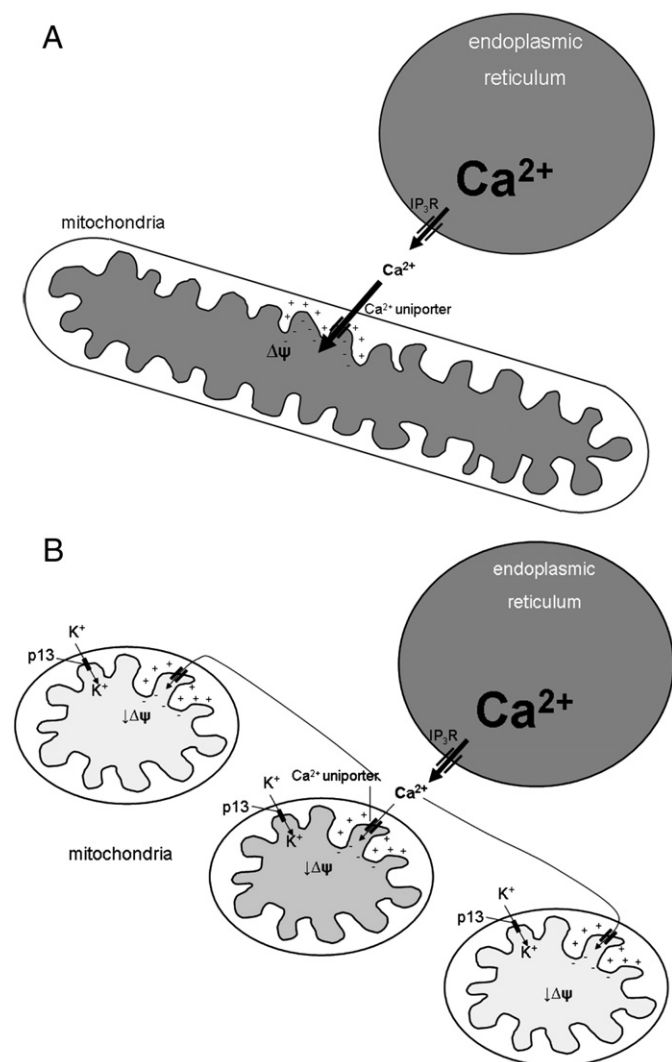 A
endoplasmic
reticulum
Ca²⁺
IP₃R
mitochondria
Ca²⁺
Ca²⁺ uniporter
+ + + + + + + +
- - - - - -
ΔΨ
B
endoplasmic
reticulum
K⁺
p13
K⁺
+ + + + + + +
- - - -
↓ΔΨ
Ca²⁺
IP₃R
Ca²⁺ uniporter
Ca²⁺
K⁺
p13
K⁺
+ + + + + + +
- - - -
↓ΔΨ
mitochondria
K⁺
p13
K⁺
+ + + + + + +
- - - -
↓ΔΨ